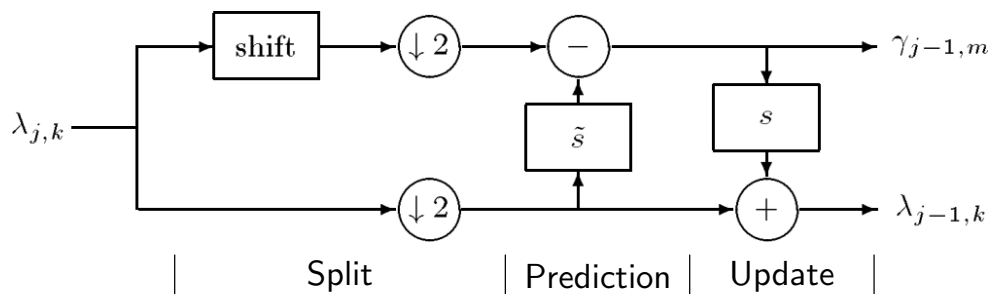 shift ↓ 2 − γ_{j−1,m}
λ_{j,k} s̃ s
↓ 2 + λ_{j−1,k}
Split Prediction Update